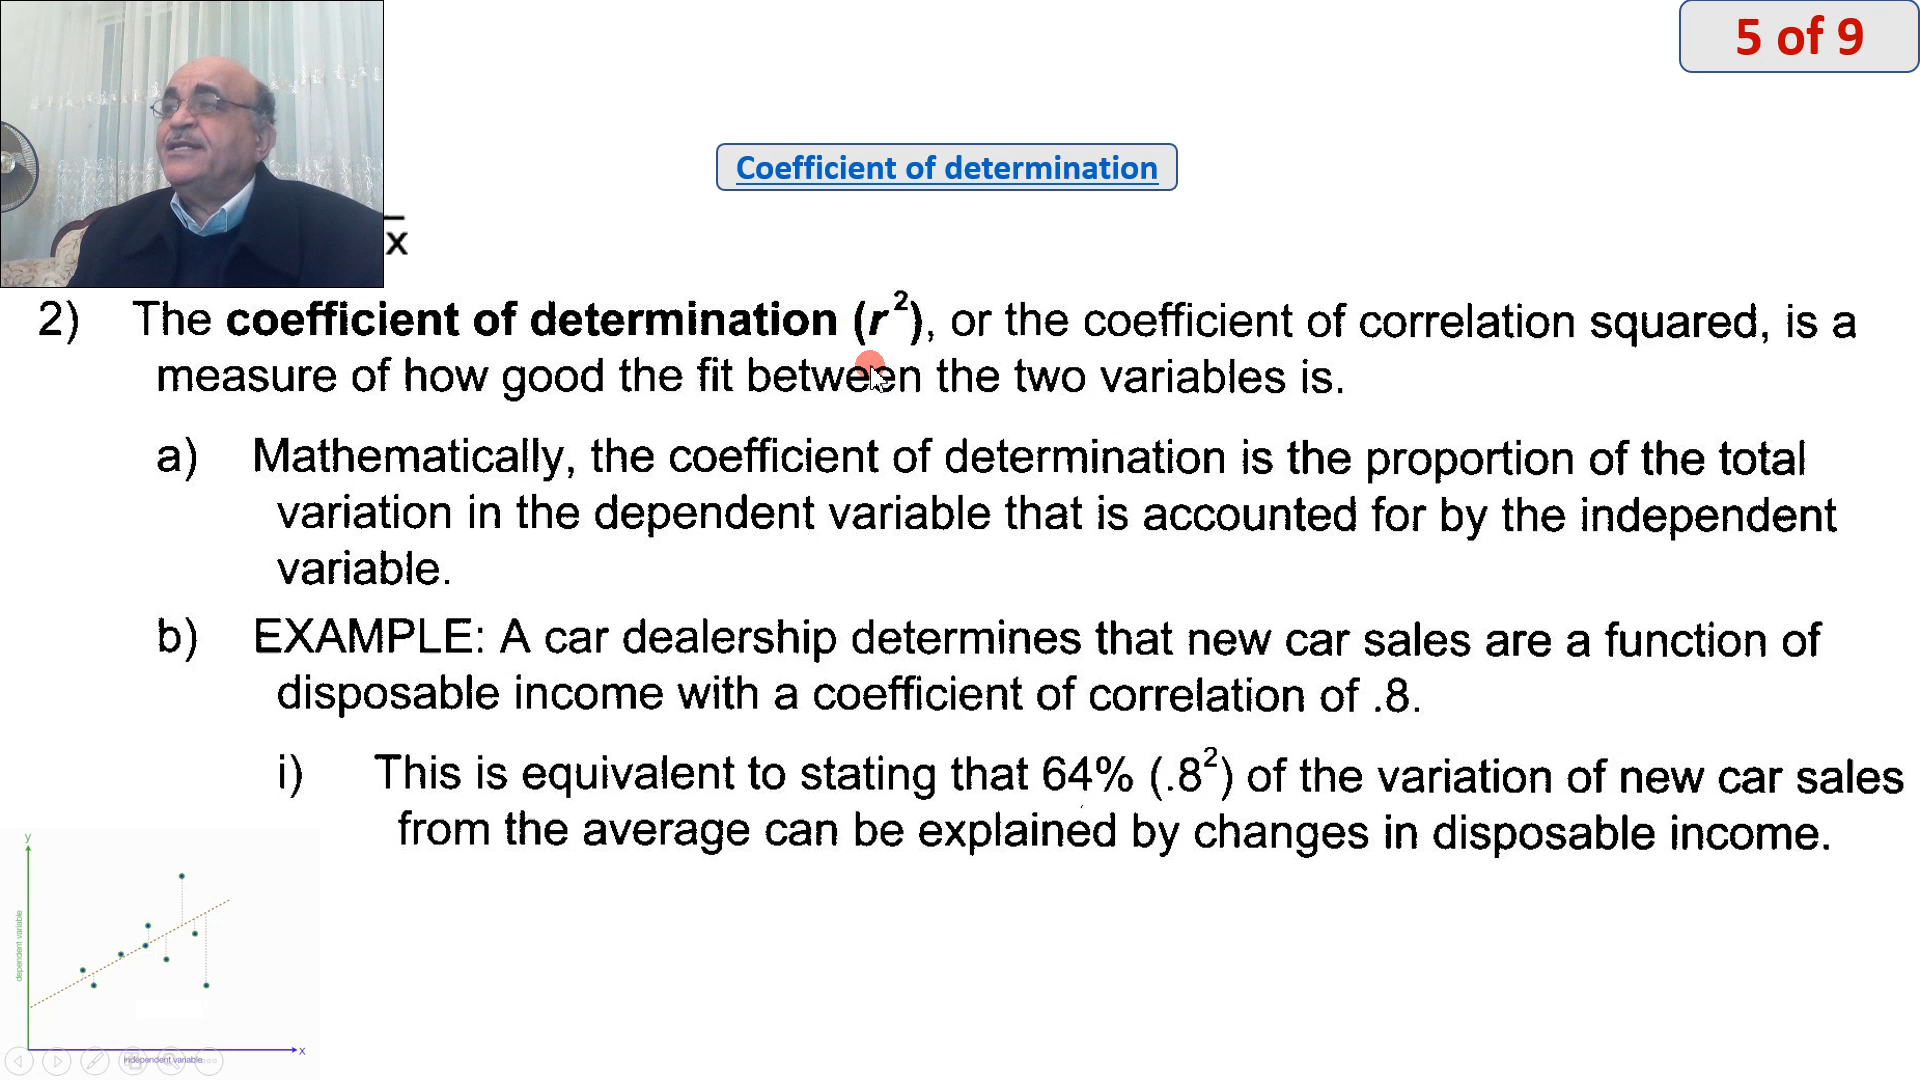 5 of 9
Coefficient of determination
x
2) The coefficient of determination (r²), or the coefficient of correlation squared, is a
measure of how good the fit between the two variables is.
a) Mathematically, the coefficient of determination is the proportion of the total
variation in the dependent variable that is accounted for by the independent
variable.
b) EXAMPLE: A car dealership determines that new car sales are a function of
disposable income with a coefficient of correlation of .8.
i) This is equivalent to stating that 64% (.8²) of the variation of new car sales
from the average can be explained by changes in disposable income.
y
dependent variable
x
independent variable